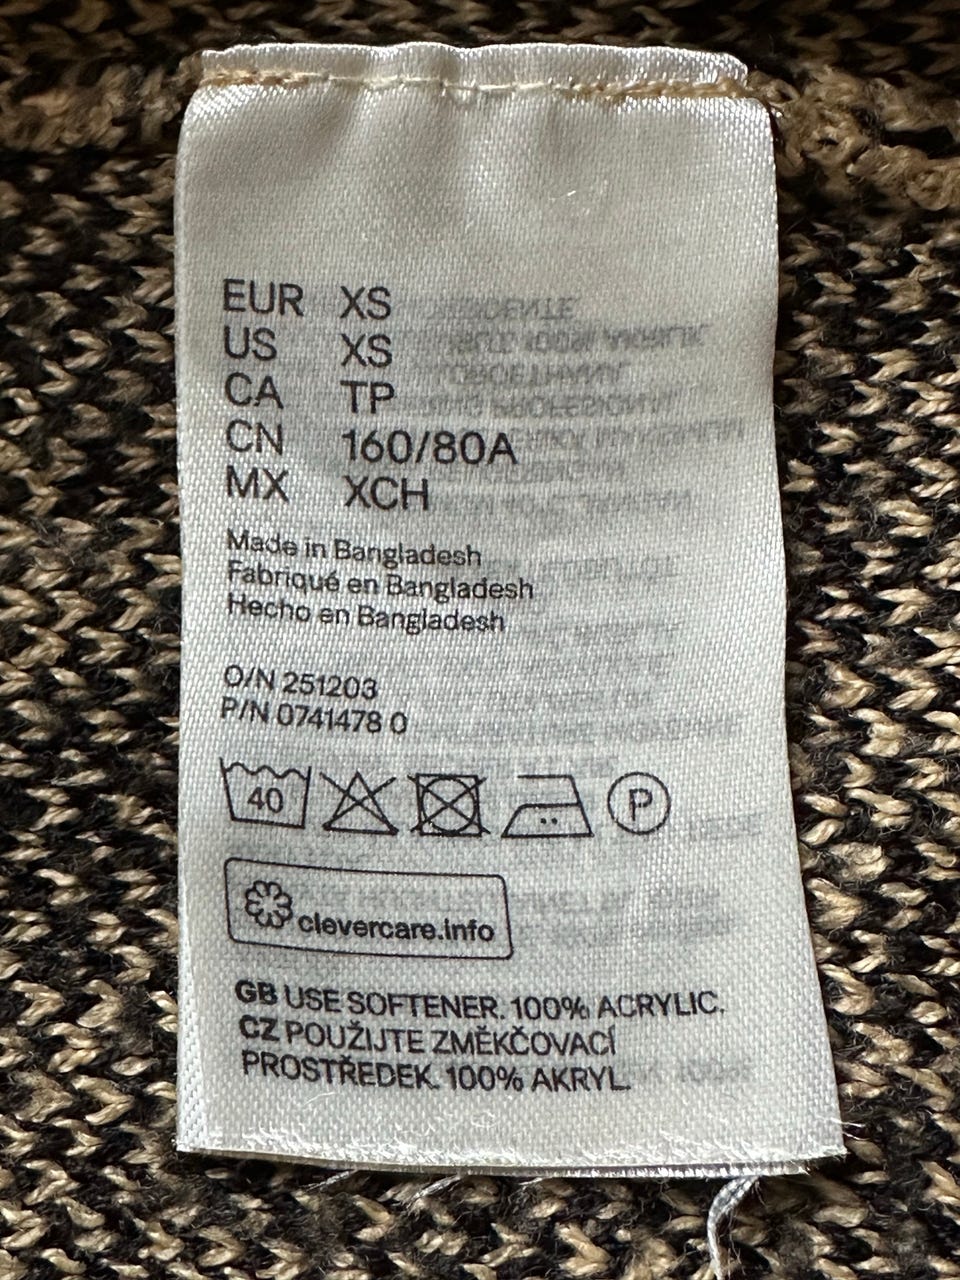 EUR XS
US XS
CA TP
CN 160/80A
MX XCH
Made in Bangladesh
Fabriqué en Bangladesh
Hecho en Bangladesh
O/N 251203
P/N 0741478 0
40
P
clevercare.info
GB USE SOFTENER. 100% ACRYLIC.
CZ POUŽIJTE ZMĚKČOVACÍ
PROSTŘEDEK. 100% AKRYL.